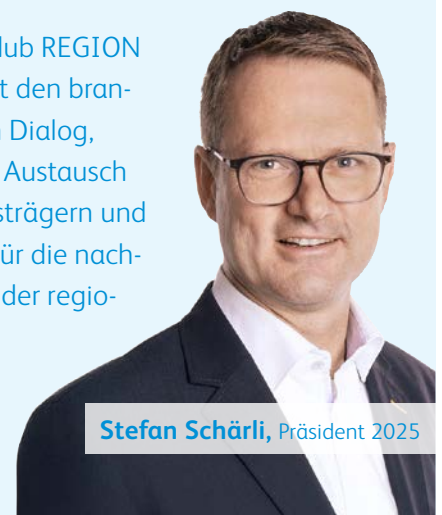 lub REGION
t den bran-
Dialog,
Austausch
strägern und
ür die nach-
der regio-
Stefan Schärli, Präsident 2025